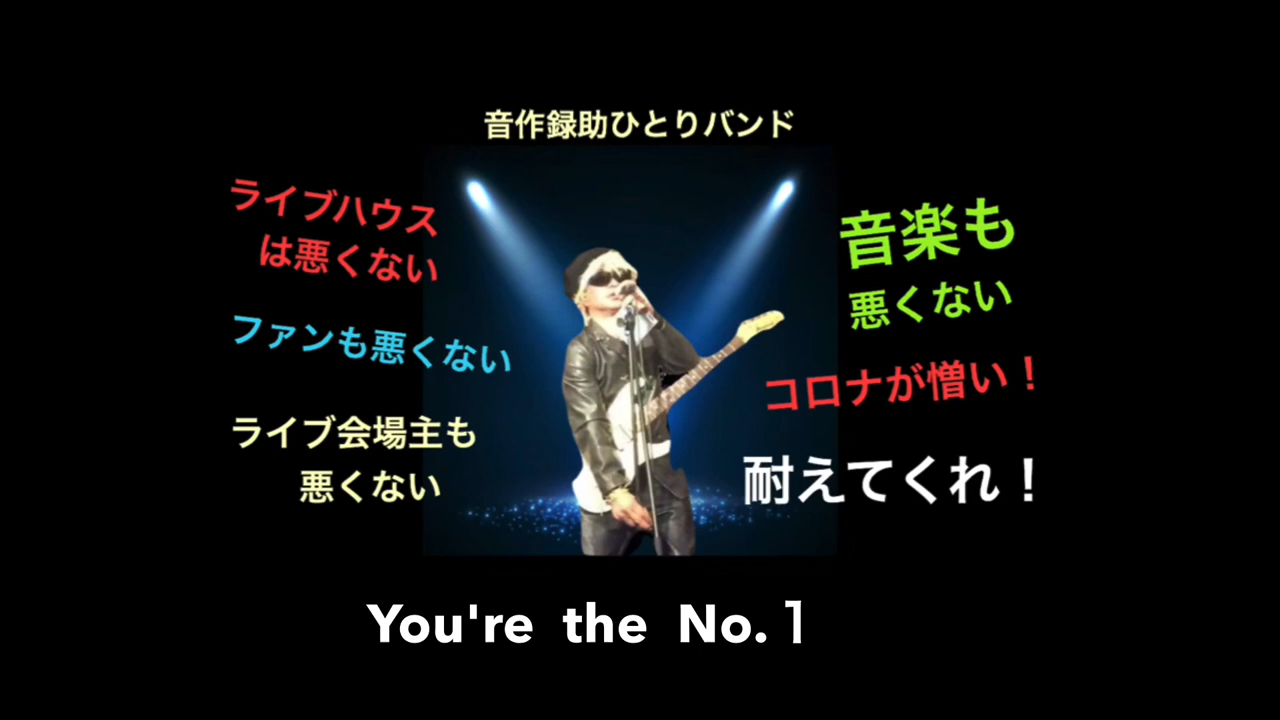 音作録助ひとりバンド
ライブハウス
は悪くない
ファンも悪くない
ライブ会場主も
悪くない
音楽も
悪くない
コロナが憎い！
耐えてくれ！
You're the No.１